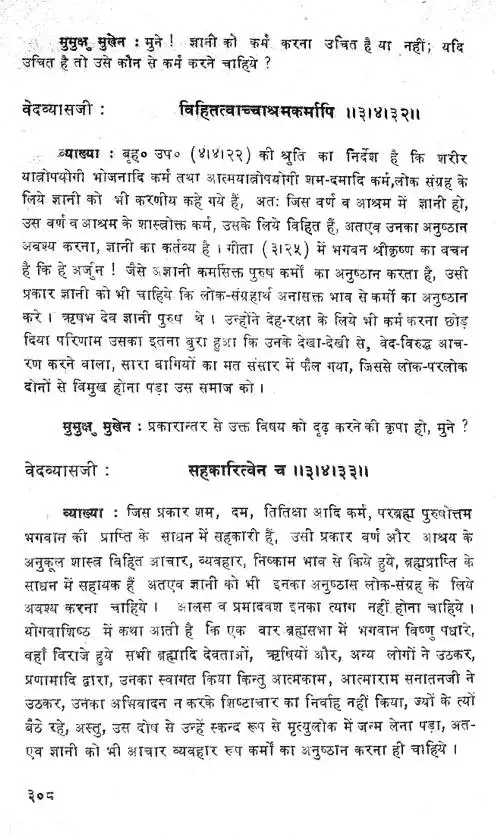 मुमुक्षु मुखेन : मुने ! ज्ञानी को कर्म करना उचित है या नहीं; यदि
उचित है तो उसे कौन से कर्म करने चाहिये ?
वेदव्यासजी : विहितत्वाच्चाश्रमकर्मापि ।।३।४।३२।।
व्याख्या : बृह० उप० (४।४।२२) की श्रुति का निर्देश है कि शरीर
यात्रोपयोगी भोजनादि कर्म तथा आत्मयात्रोपयोगी शम-दमादि कर्म,लोक संग्रह के
लिये ज्ञानी को भी करणीय कहे गये हैं, अतः जिस वर्ण व आश्रम में ज्ञानी हो,
उस वर्ण व आश्रम के शास्त्रोक्त कर्म, उसके लिये विहित हैं, अतएव उनका अनुष्ठान
अवश्य करना, ज्ञानी का कर्तव्य है । गीता (३।२५) में भगवन श्रीकृष्ण का वचन
है कि हे अर्जुन ! जैसे अज्ञानी कर्मासक्ति पुरुष कर्मों का अनुष्ठान करता है, उसी
प्रकार ज्ञानी को भी चाहिये कि लोक-संग्रहार्थ अनासक्त भाव से कर्मो का अनुष्ठान
करे । ऋषभ देव ज्ञानी पुरुष थे । उन्होंने देह-रक्षा के लिये भी कर्म करना छोड़
दिया परिणाम उसका इतना बुरा हुआ कि उनके देखा-देखी से, वेद-विरुद्ध आच-
रण करने वाला, सारा बागियों का मत संसार में फैल गया, जिससे लोक-परलोक
दोनों से विमुख होना पड़ा उस समाज को ।
मुमुक्षु मुखेन : प्रकारान्तर से उक्त विषय को दृढ़ करने की कृपा हो, मुने ?
वेदव्यासजी : सहकारित्वेन च ।।३।४।३३।।
व्याख्या : जिस प्रकार शम, दम, तितिक्षा आदि कर्म, परब्रह्म पुरुषोत्तम
भगवान की प्राप्ति के साधन में सहकारी हैं, उसी प्रकार वर्ण और आश्रय के
अनुकूल शास्त्र विहित आचार, व्यवहार, निष्काम भाव से किये हुये, ब्रह्मप्राप्ति के
साधन में सहायक हैं अतएव ज्ञानी को भी इनका अनुष्ठास लोक-संग्रह के लिये
अवश्य करना चाहिये । आलस व प्रमादवश इनका त्याग नहीं होना चाहिये ।
योगवाशिष्ठ में कथा आती है कि एक बार ब्रह्मसभा में भगवान विष्णु पधारे,
वहाँ विराजे हुये सभी ब्रह्मादि देवताओं, ऋषियों और, अन्य लोगों ने उठकर,
प्रणामादि द्वारा, उनका स्वागत किया किन्तु आत्मकाम, आत्माराम सनातनजी ने
उठकर, उनका अभिवादन न करके शिष्टाचार का निर्वाह नहीं किया, ज्यों के त्यों
बैठे रहे, अस्तु, उस दोष से उन्हें स्कन्द रूप से मृत्युलोक में जन्म लेना पड़ा, अत-
एव ज्ञानी को भी आचार व्यवहार रूप कर्मों का अनुष्ठान करना ही चाहिये ।
३०८